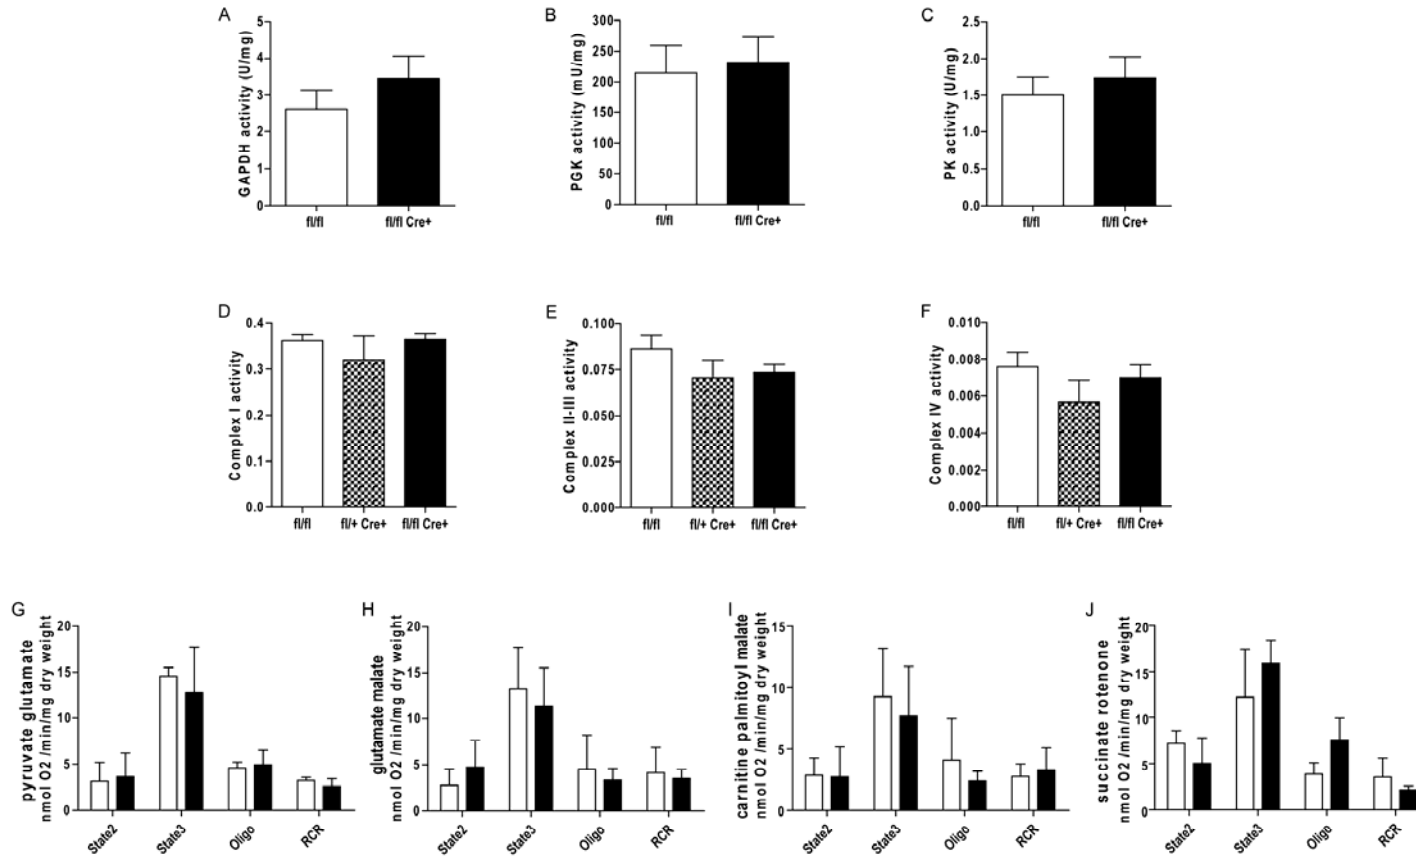 A
GAPDH activity (U/mg)
5
4
3
2
1
0
fl/fl
fl/fl Cre+
B
PGK activity (mU/mg)
300
250
200
150
100
50
0
fl/fl
fl/fl Cre+
C
PK activity (U/mg)
2.5
2.0
1.5
1.0
0.5
0.0
fl/fl
fl/fl Cre+
D
Complex I activity
0.4
0.3
0.2
0.1
0.0
fl/fl
fl/+ Cre+
fl/fl Cre+
E
Complex II-III activity
0.100
0.075
0.050
0.025
0.000
fl/fl
fl/+ Cre+
fl/fl Cre+
F
Complex IV activity
0.010
0.008
0.006
0.004
0.002
0.000
fl/fl
fl/+ Cre+
fl/fl Cre+
G
pyruvate glutamate
nmol O2 /min/mg dry weight
20
15
10
5
0
State2
State3
Oligo
RCR
H
glutamate malate
nmol O2 /min/mg dry weight
20
15
10
5
0
State2
State3
Oligo
RCR
I
carnitine palmitoyl malate
nmol O2 /min/mg dry weight
15
10
5
0
State2
State3
Oligo
RCR
J
succinate rotenone
nmol O2 /min/mg dry weight
20
15
10
5
0
State2
State3
Oligo
RCR